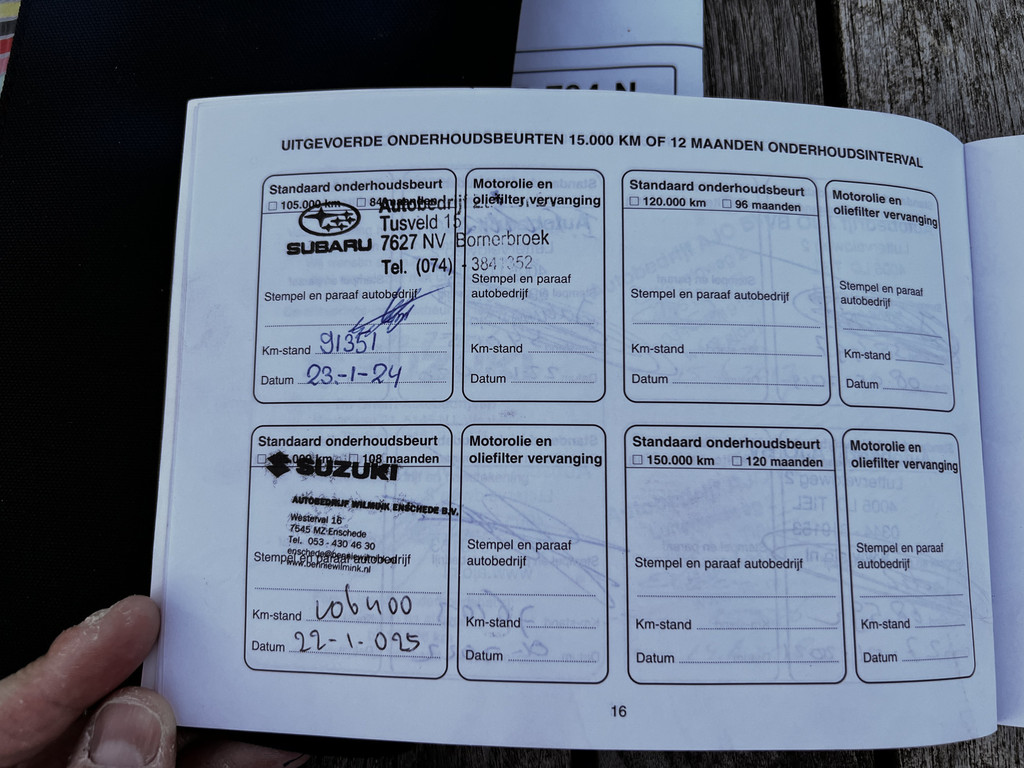 UITGEVOERDE ONDERHOUDSBEURTEN 15.000 KM OF 12 MAANDEN ONDERHOUDSINTERVAL
Standaard onderhoudsbeurt
105.000 km
SUBARU
Autobedrijf
Tusveld 15
7627 NV Bornerbroek
Tel. (074) - 3841352
Stempel en paraaf autobedrijf
Km-stand 91351
Datum 23-1-24
Motorolie en
oliefilter vervanging
Stempel en paraaf
autobedrijf
Km-stand
Datum
Standaard onderhoudsbeurt
120.000 km 96 maanden
Stempel en paraaf autobedrijf
Km-stand
Datum
Motorolie en
oliefilter vervanging
Stempel en paraaf
autobedrijf
Km-stand
Datum
Standaard onderhoudsbeurt
108 maanden
SUZUKI
AUTOBEDRIJF WILMINK ENSCHEDE B.V.
Westerval 16
7545 MZ Enschede
Tel. 053 - 430 46 30
Stempel en paraaf autobedrijf
www.benniewilmink.nl
Km-stand 106400
Datum 22-1-025
Motorolie en
oliefilter vervanging
Stempel en paraaf
autobedrijf
Km-stand
Datum
Standaard onderhoudsbeurt
150.000 km 120 maanden
Stempel en paraaf autobedrijf
Km-stand
Datum
Motorolie en
oliefilter vervanging
Stempel en paraaf
autobedrijf
Km-stand
Datum
16